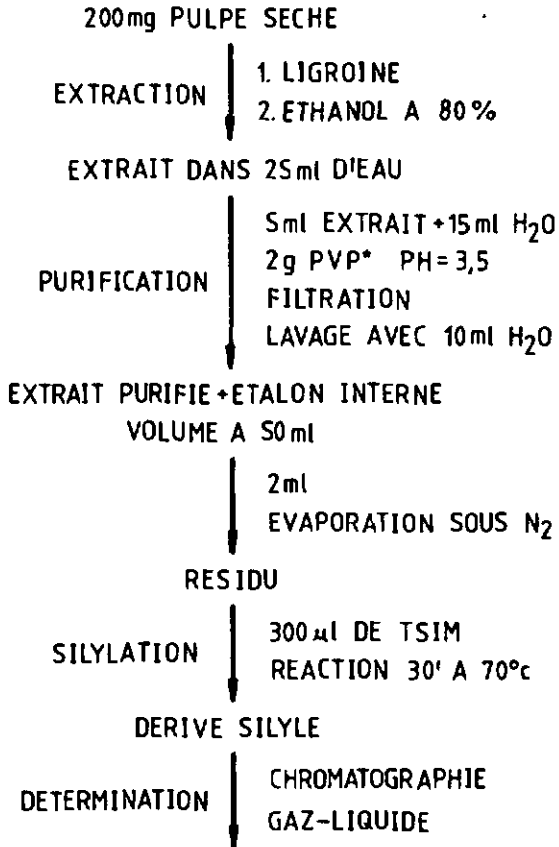 200mg PULPE SECHE
EXTRACTION
1. LIGROINE
2. ETHANOL A 80%
EXTRAIT DANS 25ml D'EAU
PURIFICATION
5ml EXTRAIT+15ml H₂O
2g PVP* PH=3,5
FILTRATION
LAVAGE AVEC 10ml H₂O
EXTRAIT PURIFIE+ETALON INTERNE
VOLUME A 50ml
2ml
EVAPORATION SOUS N₂
RESIDU
SILYLATION
300µl DE TSIM
REACTION 30' A 70°c
DERIVE SILYLE
DETERMINATION
CHROMATOGRAPHIE
GAZ-LIQUIDE